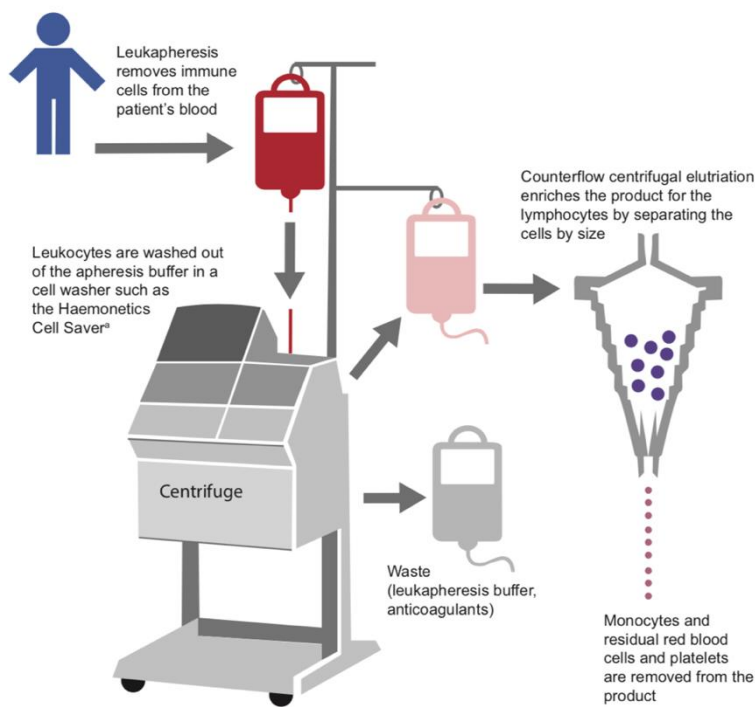 Leukapheresis
removes immune
cells from the
patient's blood
Counterflow centrifugal elutriation
enriches the product for the
lymphocytes by separating the
cells by size
Leukocytes are washed out
of the apheresis buffer in a
cell washer such as
the Haemonetics
Cell Saverᵃ
Centrifuge
Waste
(leukapheresis buffer,
anticoagulants)
Monocytes and
residual red blood
cells and platelets
are removed from the
product